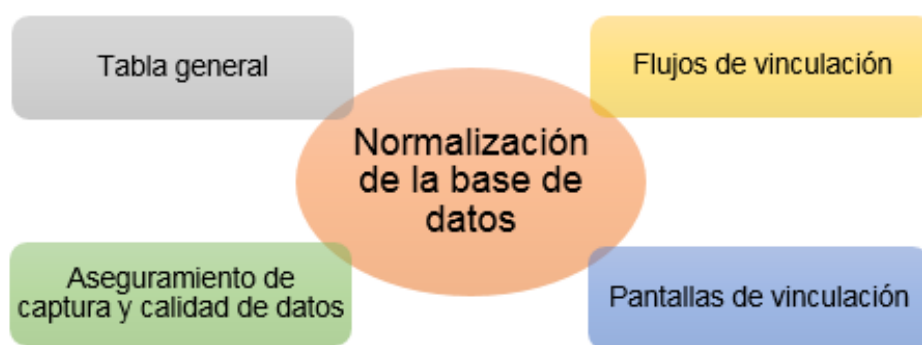 Tabla general
Flujos de vinculación
Normalización
de la base de
datos
Aseguramiento de
captura y calidad de datos
Pantallas de vinculación